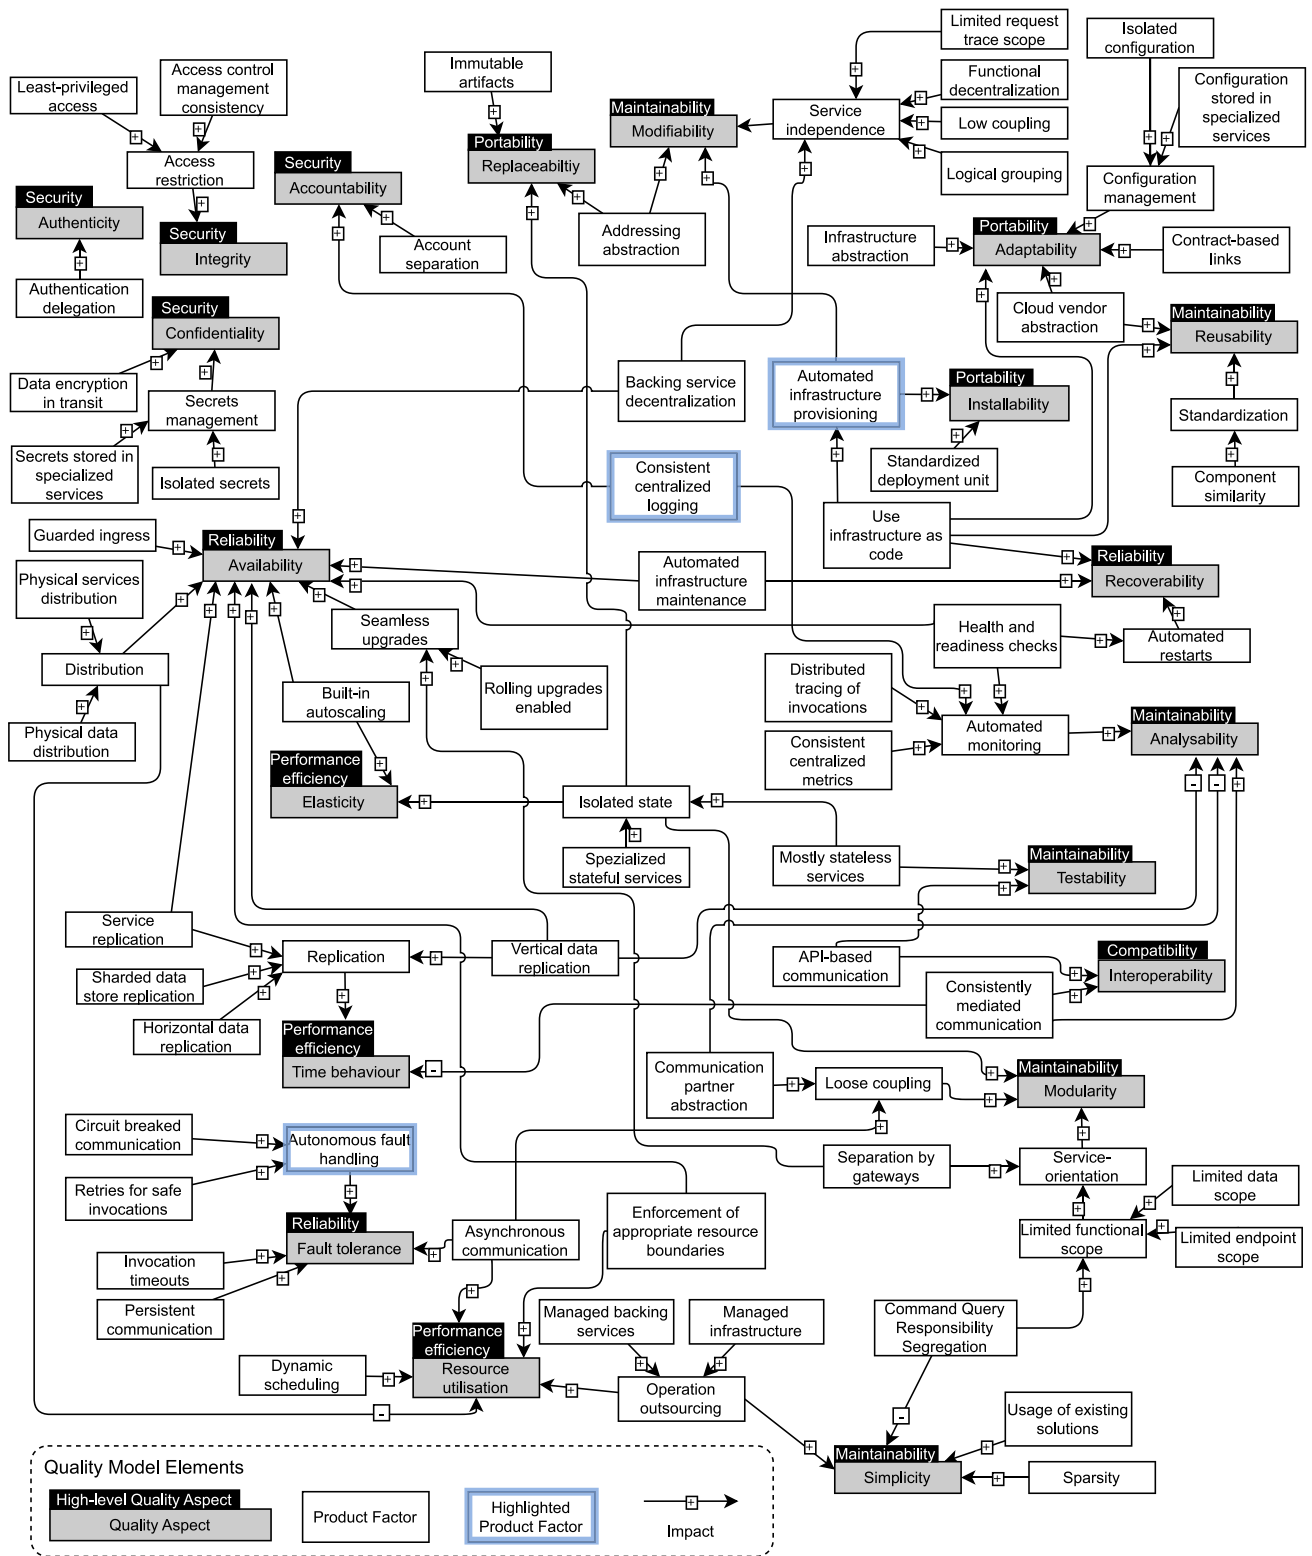 Limited request
trace scope
Isolated
configuration
Immutable
artifacts
Access control
management
consistency
Least-privileged
access
Functional
decentralization
Configuration
stored in
specialized
services
Maintainability
Modifiability
Service
independence
Low coupling
Logical grouping
Portability
Replaceabiltiy
Access
restriction
Security
Accountability
Configuration
management
Security
Authenticity
Security
Integrity
Account
separation
Addressing
abstraction
Infrastructure
abstraction
Portability
Adaptability
Contract-based
links
Authentication
delegation
Security
Confidentiality
Cloud vendor
abstraction
Maintainability
Reusability
Data encryption
in transit
Secrets
management
Backing service
decentralization
Automated
infrastructure
provisioning
Portability
Installability
Standardization
Secrets stored in
specialized
services
Isolated secrets
Consistent
centralized
logging
Standardized
deployment unit
Component
similarity
Guarded ingress
Reliability
Availability
Use
infrastructure as
code
Reliability
Recoverability
Physical services
distribution
Automated
infrastructure
maintenance
Seamless
upgrades
Health and
readiness checks
Automated
restarts
Distribution
Built-in
autoscaling
Rolling upgrades
enabled
Distributed
tracing of
invocations
Physical data
distribution
Automated
monitoring
Maintainability
Analysability
Consistent
centralized
metrics
Performance
efficiency
Elasticity
Isolated state
Spezialized
stateful services
Mostly stateless
services
Maintainability
Testability
Service
replication
Replication
Vertical data
replication
API-based
communication
Compatibility
Interoperability
Sharded data
store replication
Horizontal data
replication
Consistently
mediated
communication
Performance
efficiency
Time behaviour
Communication
partner
abstraction
Loose coupling
Maintainability
Modularity
Circuit breaked
communication
Autonomous fault
handling
Separation by
gateways
Service-
orientation
Retries for safe
invocations
Limited data
scope
Reliability
Fault tolerance
Asynchronous
communication
Enforcement of
appropriate resource
boundaries
Limited functional
scope
Limited endpoint
scope
Invocation
timeouts
Persistent
communication
Managed backing
services
Managed
infrastructure
Command Query
Responsibility
Segregation
Performance
efficiency
Resource
utilisation
Dynamic
scheduling
Operation
outsourcing
Usage of existing
solutions
Maintainability
Simplicity
Sparsity
Quality Model Elements
High-level Quality Aspect
Quality Aspect
Product Factor
Highlighted
Product Factor
Impact